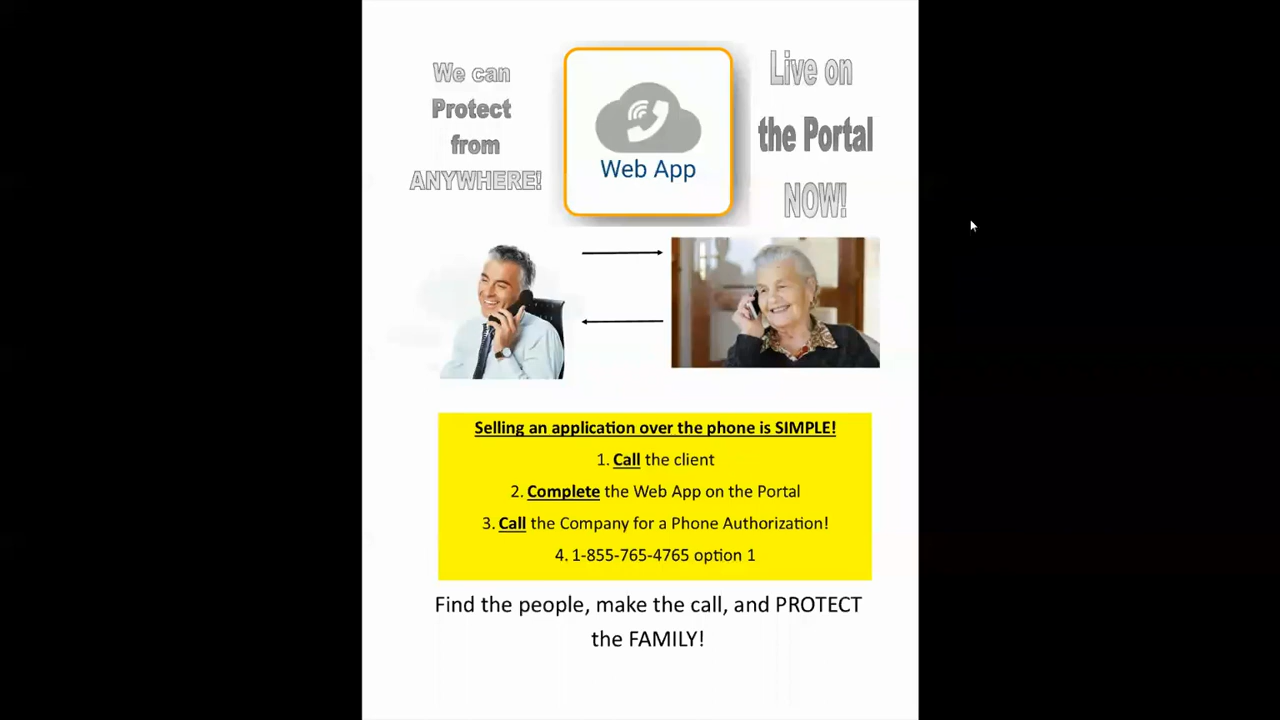 We can
Protect
from
ANYWHERE!
Web App
Live on
the Portal
NOW!
Selling an application over the phone is SIMPLE!
1. Call the client
2. Complete the Web App on the Portal
3. Call the Company for a Phone Authorization!
4. 1-855-765-4765 option 1
Find the people, make the call, and PROTECT
the FAMILY!